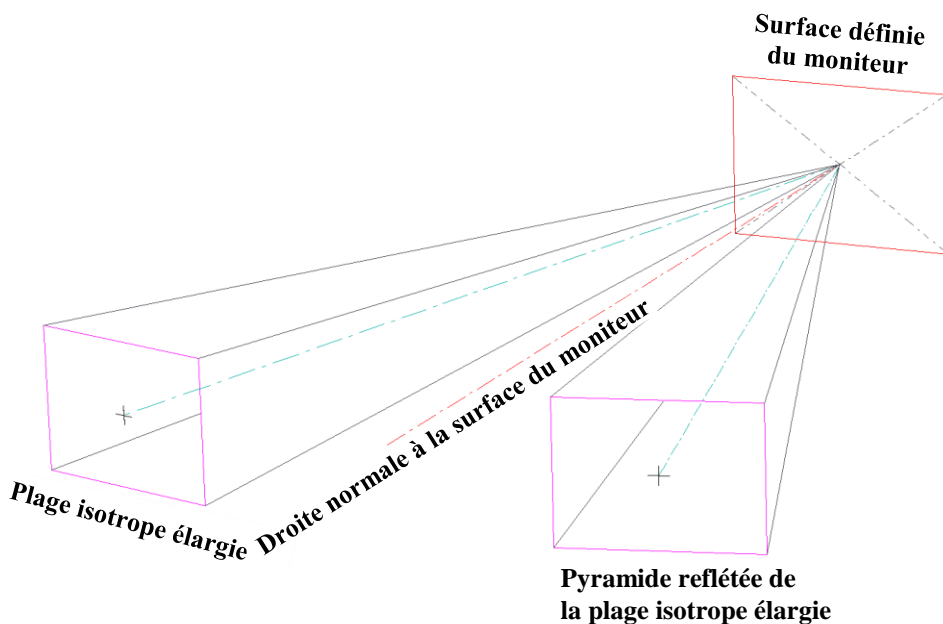 Surface définie
du moniteur
Droite normale à la surface du moniteur
Plage isotrope élargie
Pyramide reflétée de
la plage isotrope élargie